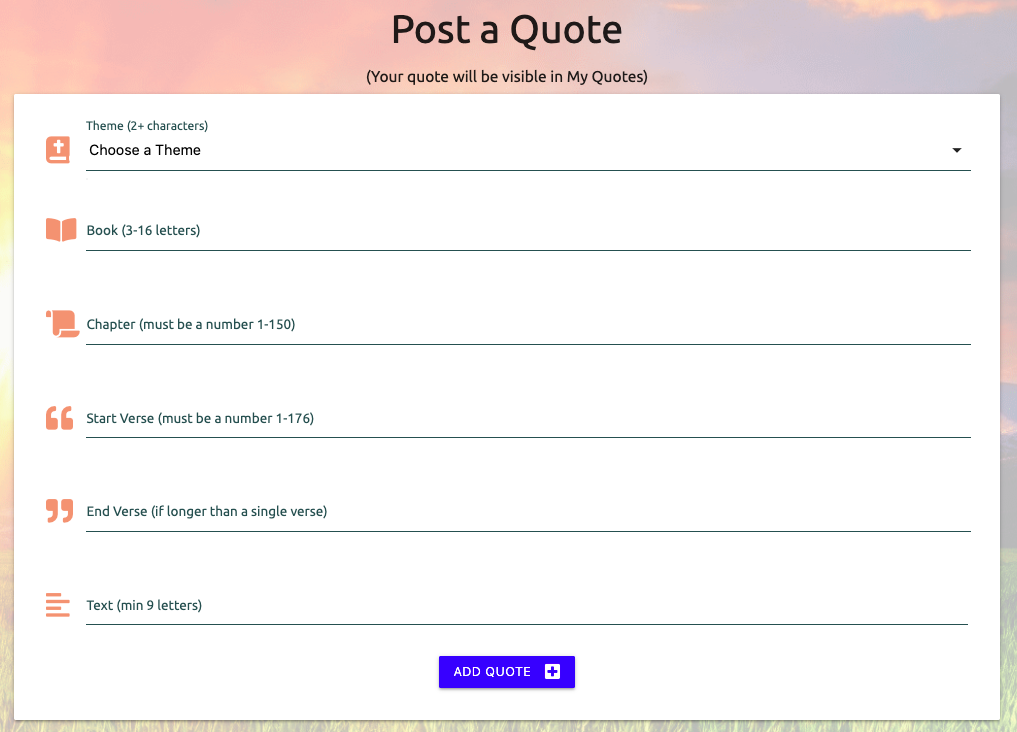 Post a Quote
(Your quote will be visible in My Quotes)
Theme (2+ characters)
Choose a Theme
Book (3-16 letters)
Chapter (must be a number 1-150)
Start Verse (must be a number 1-176)
End Verse (if longer than a single verse)
Text (min 9 letters)
ADD QUOTE